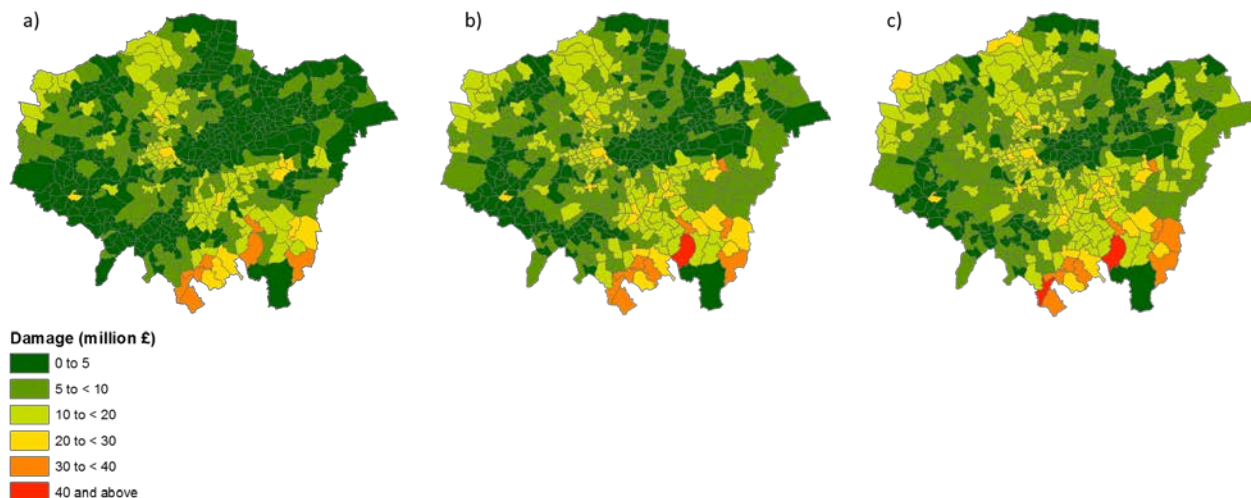 a)
b)
c)
Damage (million £)
0 to 5
5 to < 10
10 to < 20
20 to < 30
30 to < 40
40 and above